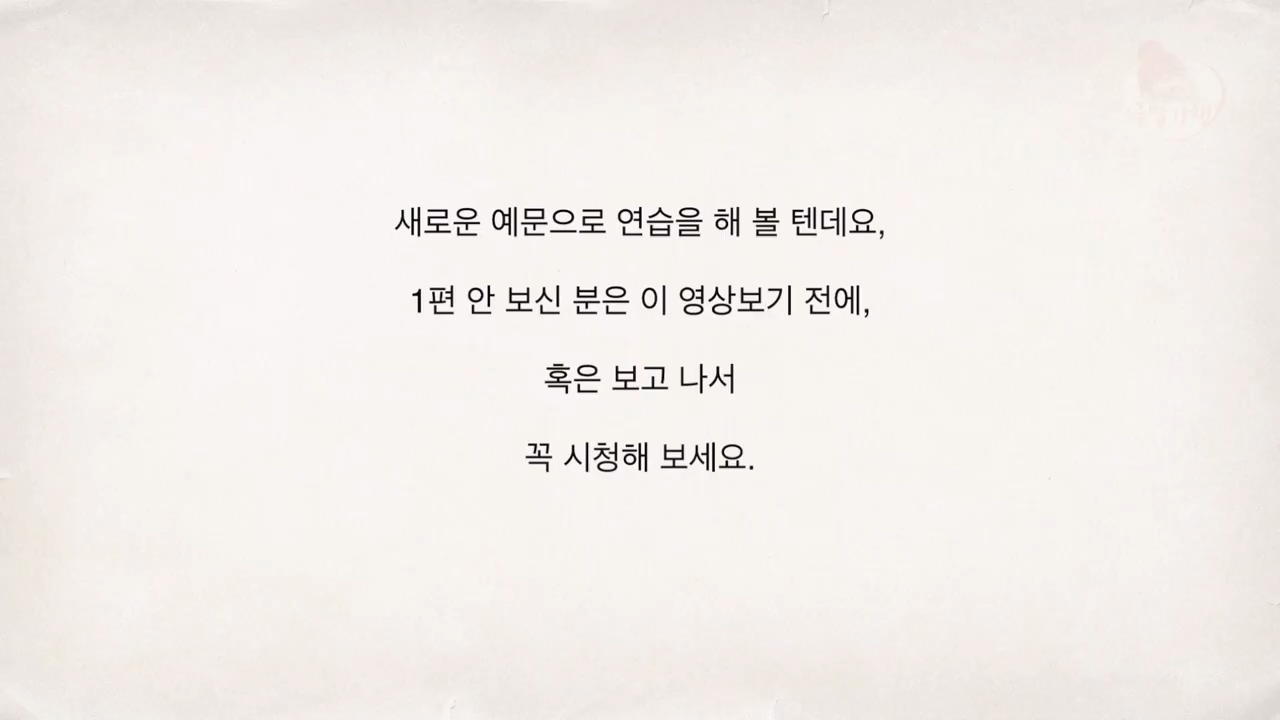 새로운 예문으로 연습을 해 볼 텐데요,
1편 안 보신 분은 이 영상보기 전에,
혹은 보고 나서
꼭 시청해 보세요.